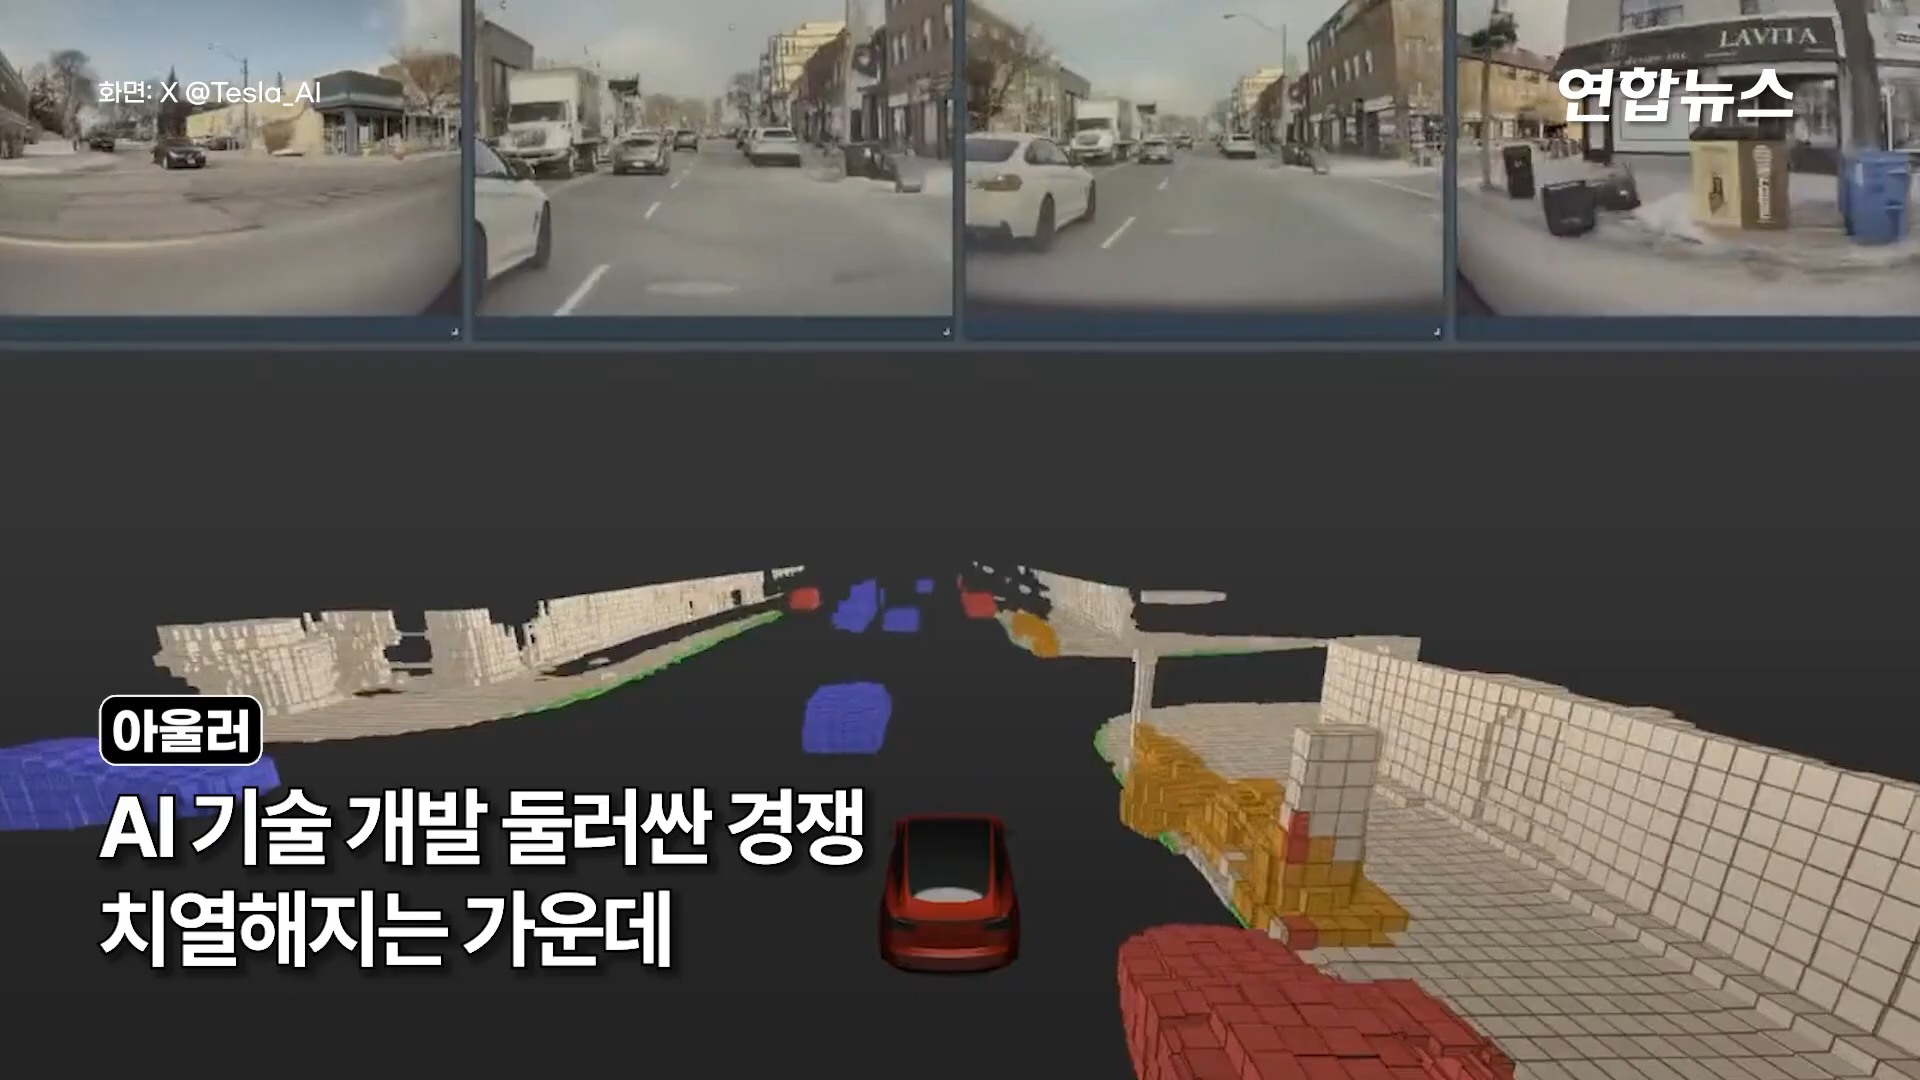 화면: X @Tesla_AI
연합뉴스
LAVITA
아울러
AI 기술 개발 둘러싼 경쟁
치열해지는 가운데